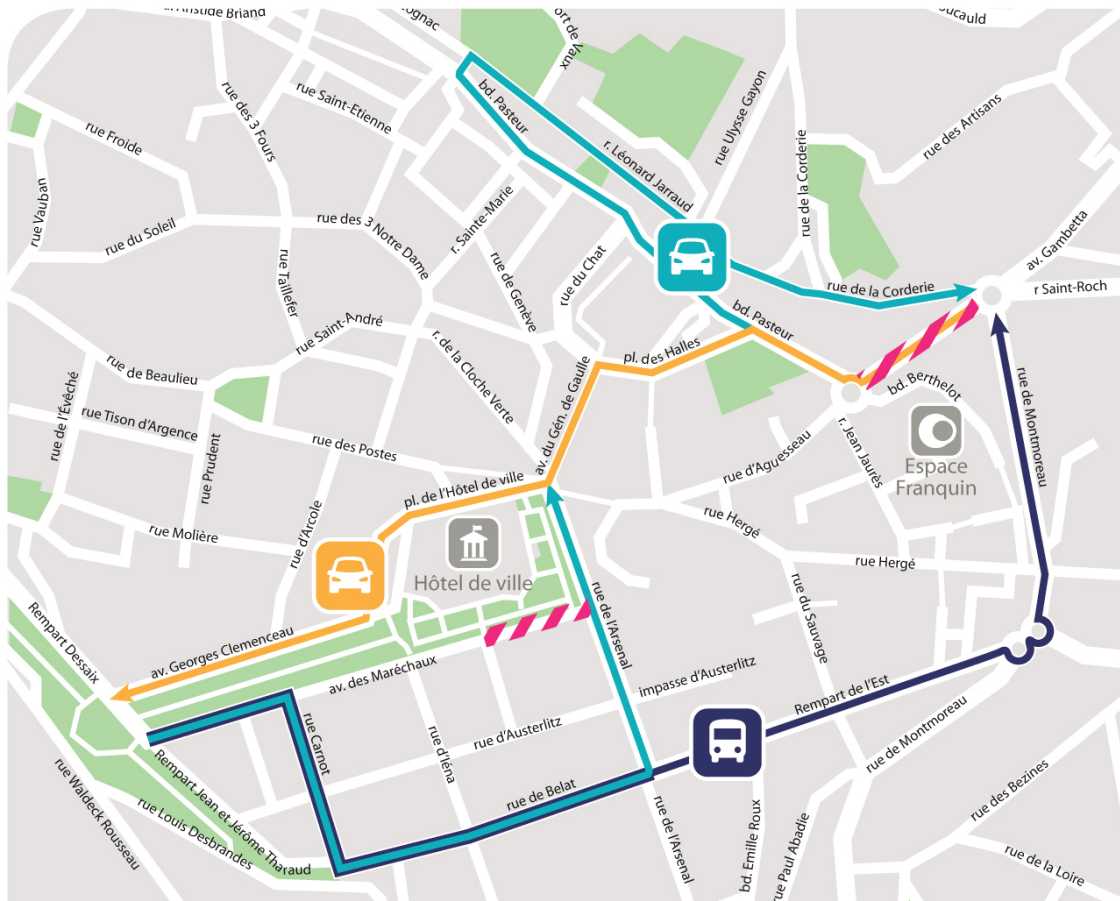 Aristide Briand
ognac
ort de Vaux
oucauld
rue Saint-Etienne
bd. Pasteur
rue des 3 Fours
rue Froide
rue Vauban
rue du Soleil
rue des 3 Notre Dame
r. Sainte-Marie
r. Léonard Jarraud
rue Ulysse Gayon
rue de la Corderie
rue des Artisans
av. Gambetta
r Saint-Roch
rue de la Corderie
rue Taillefer
rue de Genève
rue du Chat
bd. Pasteur
rue Saint-André
r. de la Cloche Verte
pl. des Halles
av. du Gén. de Gaulle
rue de Beaulieu
rue de l'Évêché
rue Tison d'Argence
rue Prudent
rue des Postes
bd. Berthelot
rue de Montmoreau
rue d'Aguesseau
r. Jean Jaurès
Espace
Franquin
pl. de l'Hôtel de ville
rue Molière
rue d'Arcole
Hôtel de ville
rue Hergé
rue Hergé
rue de l'Arsenal
rue du Sauvage
Rempart Dessaix
av. Georges Clemenceau
av. des Maréchaux
impasse d'Austerlitz
Rempart de l'Est
rue de Montmoreau
rue Carnot
rue d'Austerlitz
rue d'Iéna
rue de Belat
rue Waldeck Rousseau
Rempart Jean et Jérôme Tharaud
rue Louis Desbrandes
rue de l'Arsenal
bd. Emille Roux
rue Paul Abadie
rue des Bezines
rue de la Loire